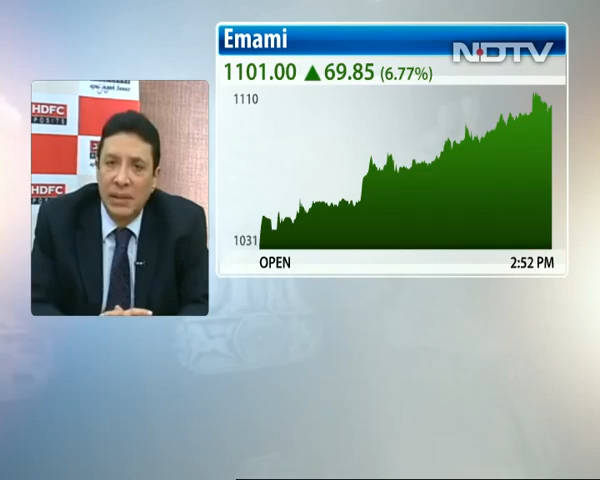 Emami
NDTV
1101.00 ▲ 69.85 (6.77%)
1110
1031
OPEN
2:52 PM
HDFC
HDFC